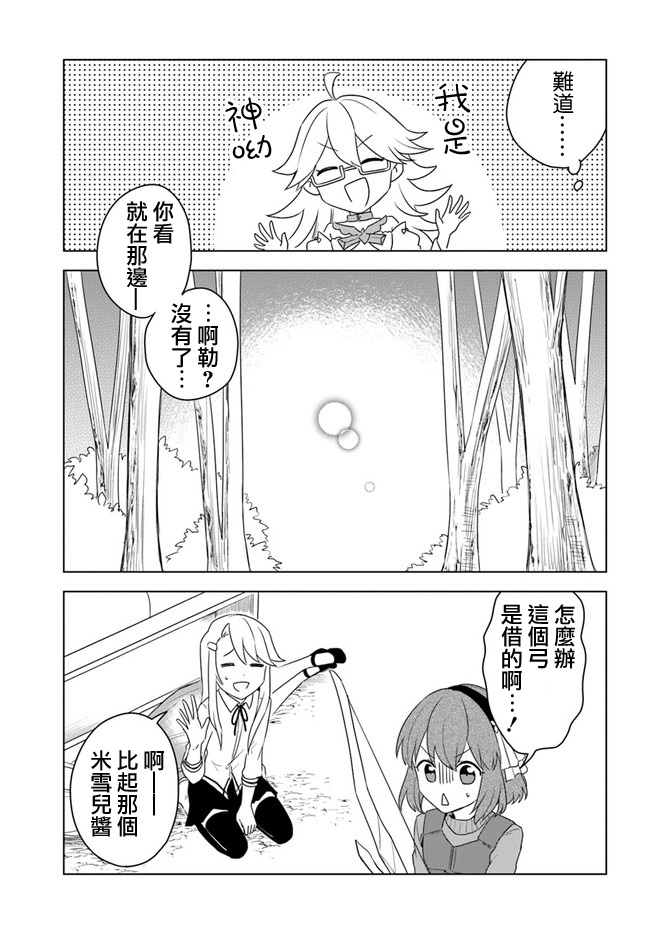 難道……
我是
神呦
你看
就在那邊—
…啊勒?
沒有了…
怎麼辦
這個弓
是借的啊…!
啊——
比起那個
米雪兒醬